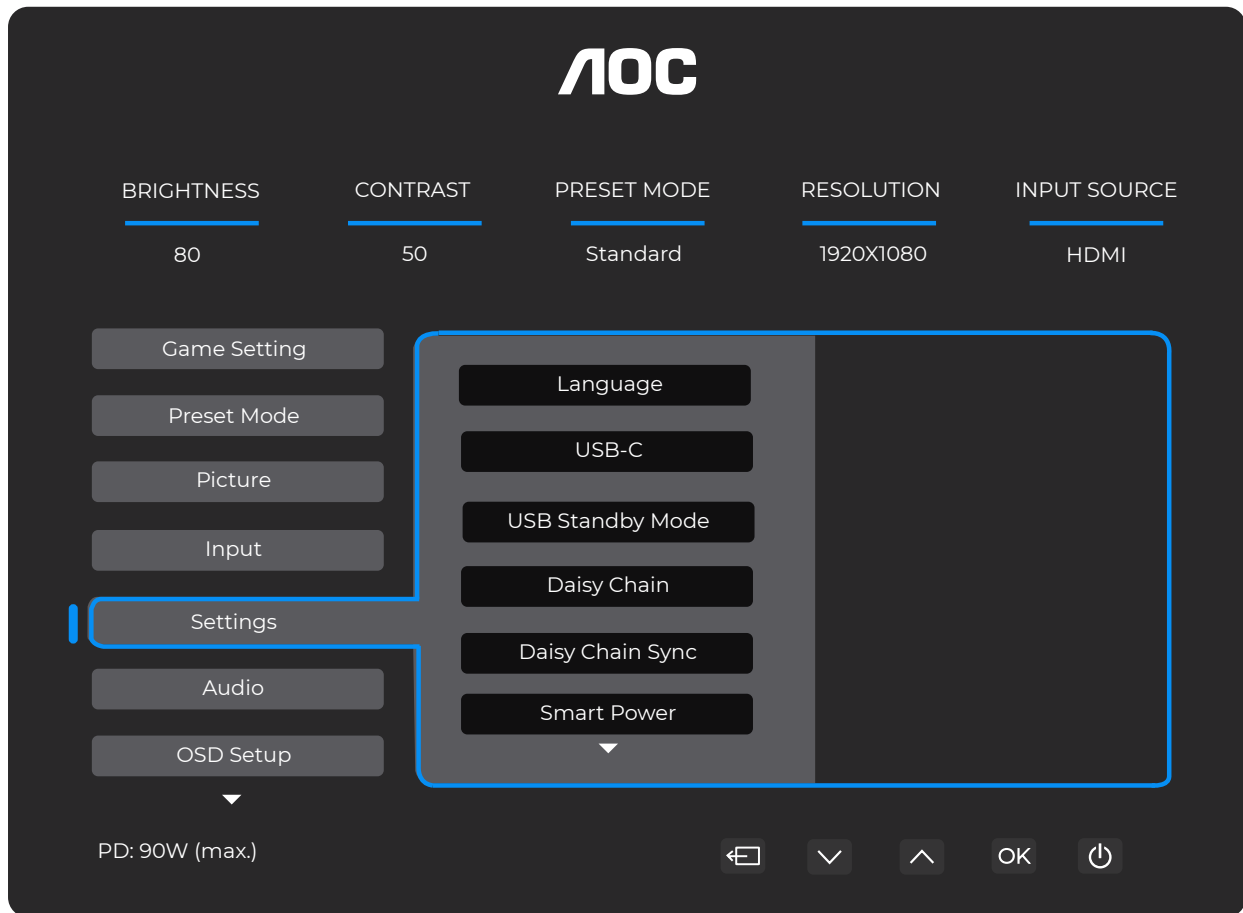 AOC
BRIGHTNESS CONTRAST PRESET MODE RESOLUTION INPUT SOURCE
80 50 Standard 1920X1080 HDMI
Game Setting
Preset Mode
Picture
Input
Settings
Audio
OSD Setup
Language
USB-C
USB Standby Mode
Daisy Chain
Daisy Chain Sync
Smart Power
PD: 90W (max.)
OK